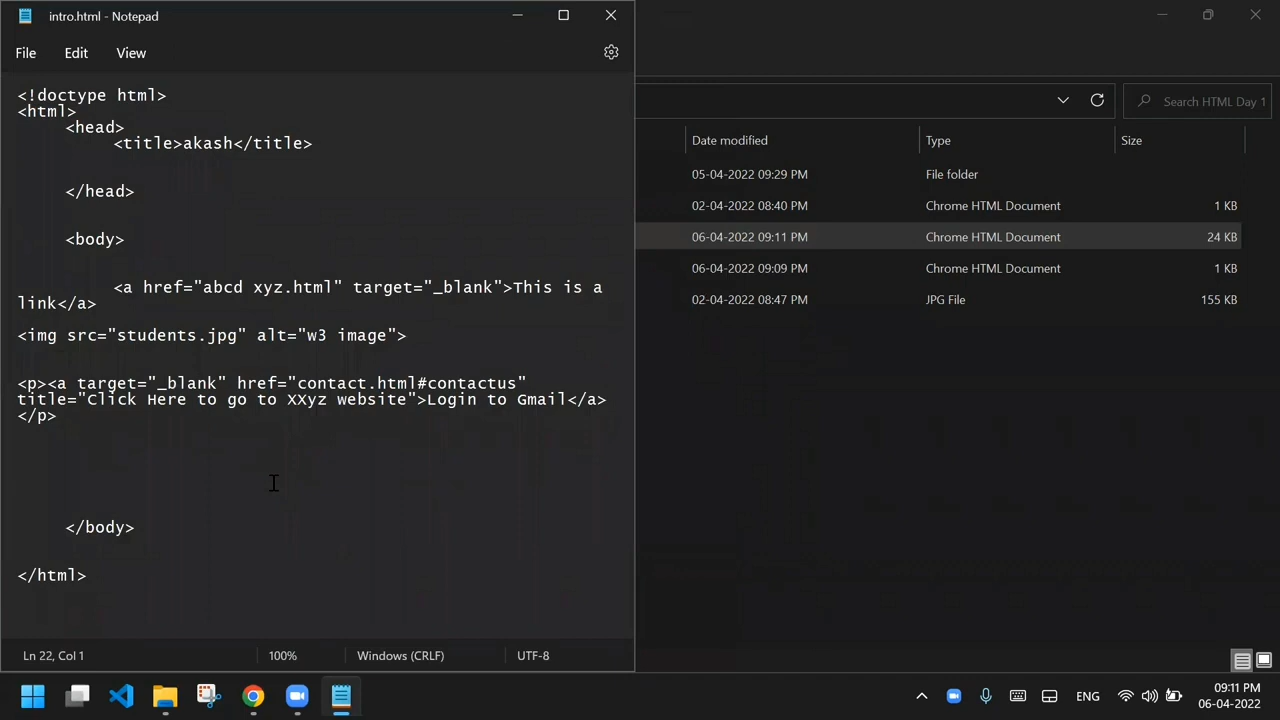 intro.html - Notepad
File Edit View
<!doctype html>
<html>
<head>
<title>akash</title>
</head>
<body>
<a href="abcd xyz.html" target="_blank">This is a
link</a>
<img src="students.jpg" alt="w3 image">
<p><a target="_blank" href="contact.html#contactus"
title="Click Here to go to XXyz website">Login to Gmail</a>
</p>
</body>
</html>
Ln 22, Col 1 100% Windows (CRLF) UTF-8
Search HTML Day 1
Date modified Type Size
05-04-2022 09:29 PM File folder
02-04-2022 08:40 PM Chrome HTML Document 1 KB
06-04-2022 09:11 PM Chrome HTML Document 24 KB
06-04-2022 09:09 PM Chrome HTML Document 1 KB
02-04-2022 08:47 PM JPG File 155 KB
ENG
09:11 PM
06-04-2022